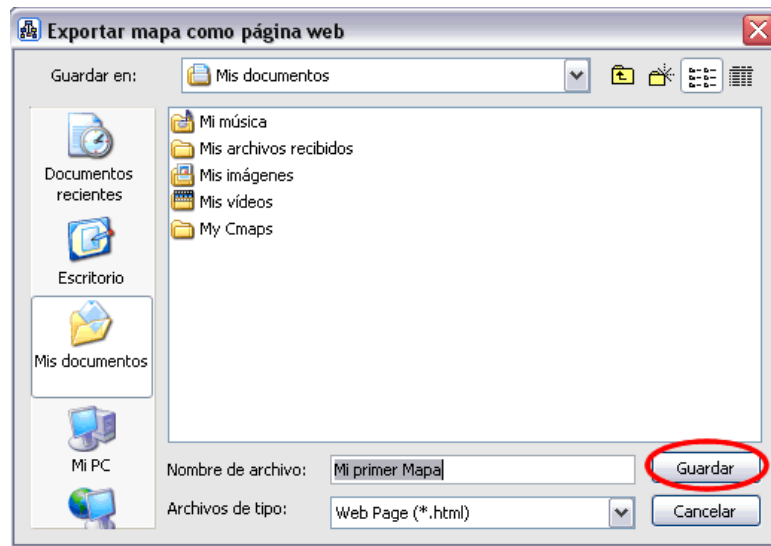 Exportar mapa como página web
Guardar en:
Mis documentos
Documentos
recientes
Escritorio
Mis documentos
Mi PC
Mi música
Mis archivos recibidos
Mis imágenes
Mis vídeos
My Cmaps
Nombre de archivo:
Mi primer Mapa
Guardar
Archivos de tipo:
Web Page (*.html)
Cancelar